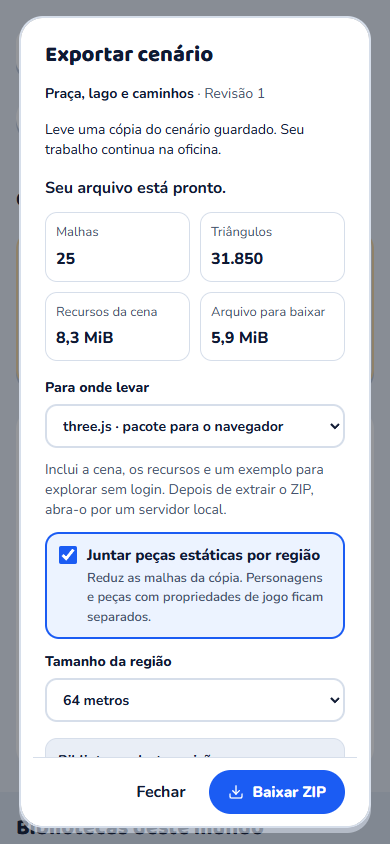 Exportar cenário
Praça, lago e caminhos · Revisão 1
Leve uma cópia do cenário guardado. Seu
trabalho continua na oficina.
Seu arquivo está pronto.
Malhas
25
Triângulos
31.850
Recursos da cena
8,3 MiB
Arquivo para baixar
5,9 MiB
Para onde levar
three.js · pacote para o navegador
Inclui a cena, os recursos e um exemplo para
explorar sem login. Depois de extrair o ZIP,
abra-o por um servidor local.
Juntar peças estáticas por região
Reduz as malhas da cópia. Personagens
e peças com propriedades de jogo ficam
separados.
Tamanho da região
64 metros
Fechar
Baixar ZIP
Bibliotecas deste mundo